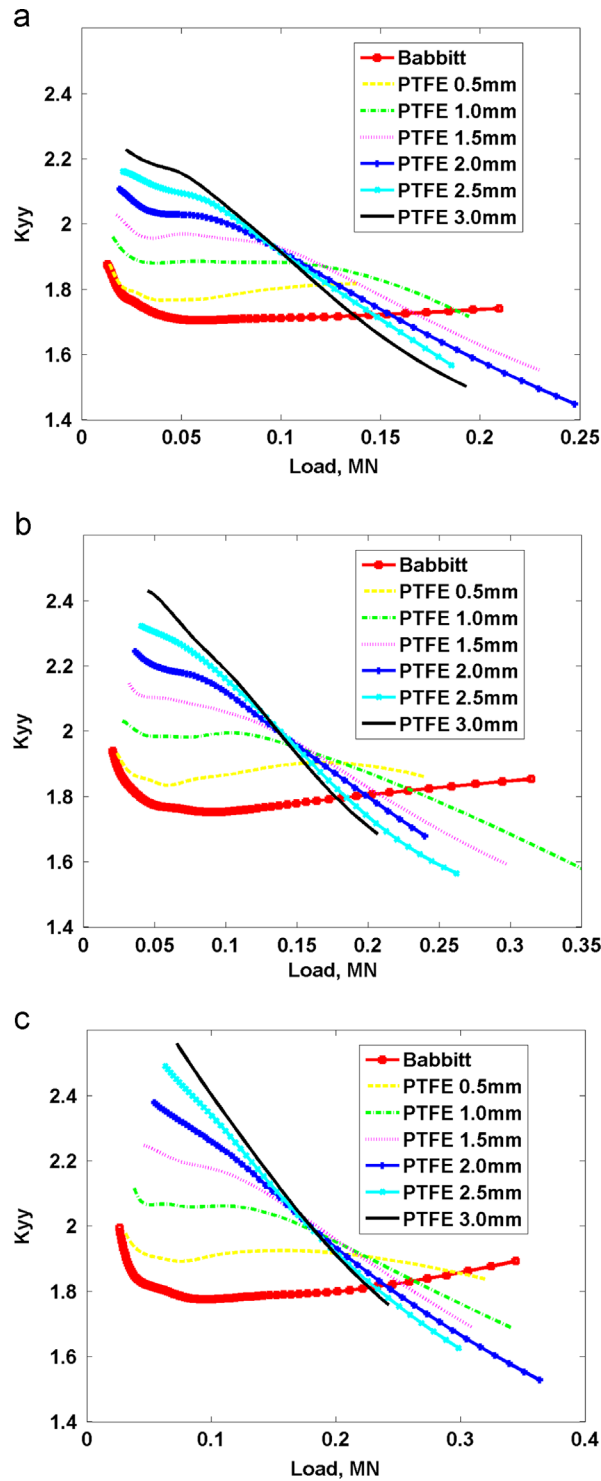 a
2.4
2.2
2
1.8
1.6
1.4
Kyy
Babbitt
PTFE 0.5mm
PTFE 1.0mm
PTFE 1.5mm
PTFE 2.0mm
PTFE 2.5mm
PTFE 3.0mm
0 0.05 0.1 0.15 0.2 0.25
Load, MN
b
2.4
2.2
2
1.8
1.6
1.4
Kyy
Babbitt
PTFE 0.5mm
PTFE 1.0mm
PTFE 1.5mm
PTFE 2.0mm
PTFE 2.5mm
PTFE 3.0mm
0 0.05 0.1 0.15 0.2 0.25 0.3 0.35
Load, MN
c
2.4
2.2
2
1.8
1.6
1.4
Kyy
Babbitt
PTFE 0.5mm
PTFE 1.0mm
PTFE 1.5mm
PTFE 2.0mm
PTFE 2.5mm
PTFE 3.0mm
0 0.1 0.2 0.3 0.4
Load, MN